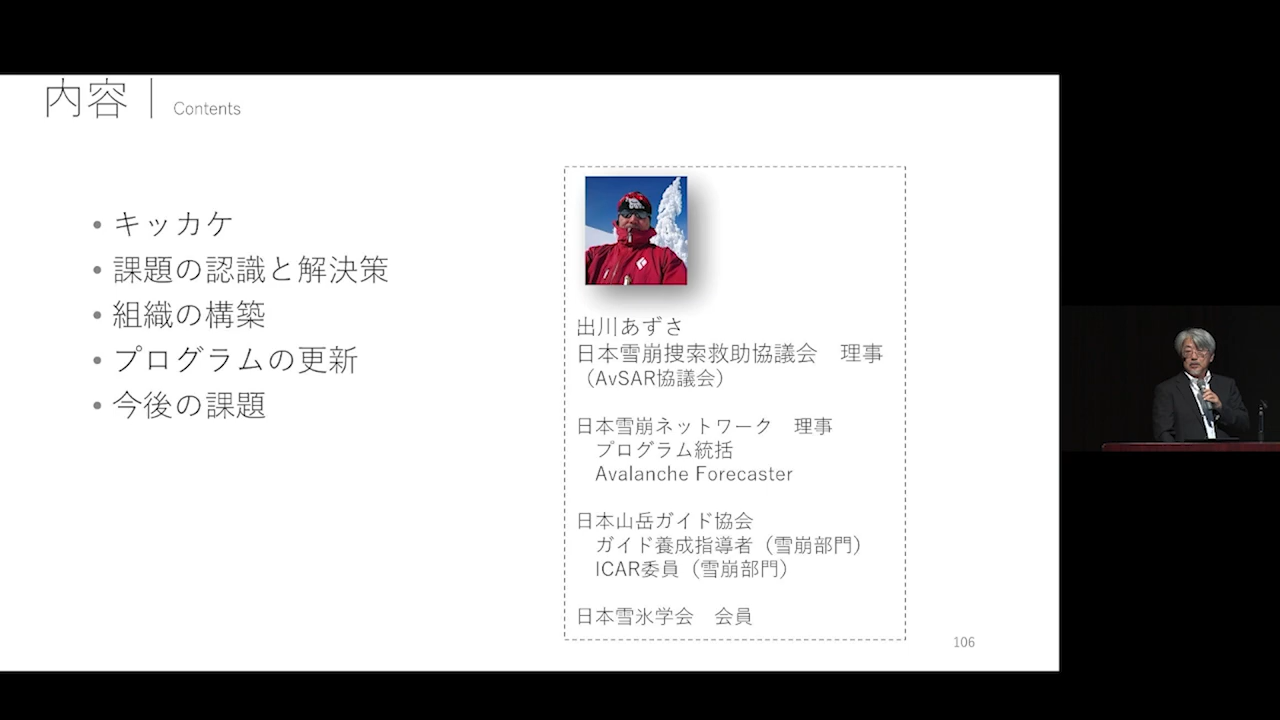 内容 Contents
• キッカケ
• 課題の認識と解決策
• 組織の構築
• プログラムの更新
• 今後の課題
出川あずさ
日本雪崩捜索救助協議会　理事
（AvSAR協議会）
日本雪崩ネットワーク　理事
プログラム統括
Avalanche Forecaster
日本山岳ガイド協会
ガイド養成指導者（雪崩部門）
ICAR委員（雪崩部門）
日本雪氷学会　会員
106